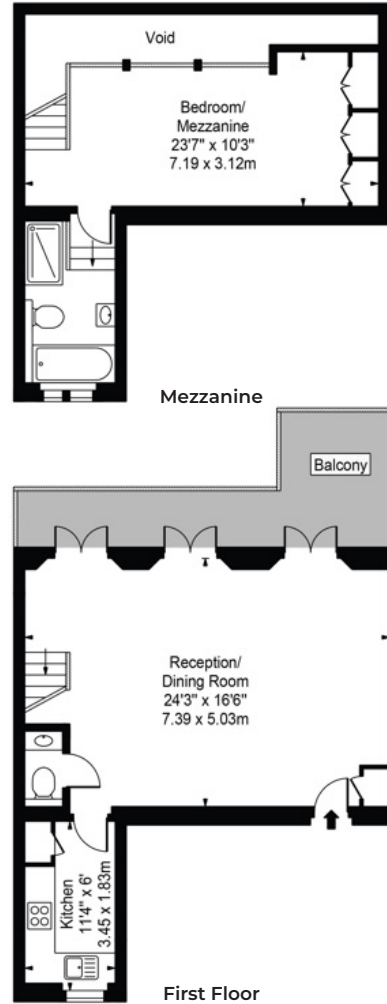 Void
Bedroom/
Mezzanine
23'7" x 10'3"
7.19 x 3.12m
Mezzanine
Balcony
Reception/
Dining Room
24'3" x 16'6"
7.39 x 5.03m
Kitchen
11'4" x 6'
3.45 x 1.83m
First Floor